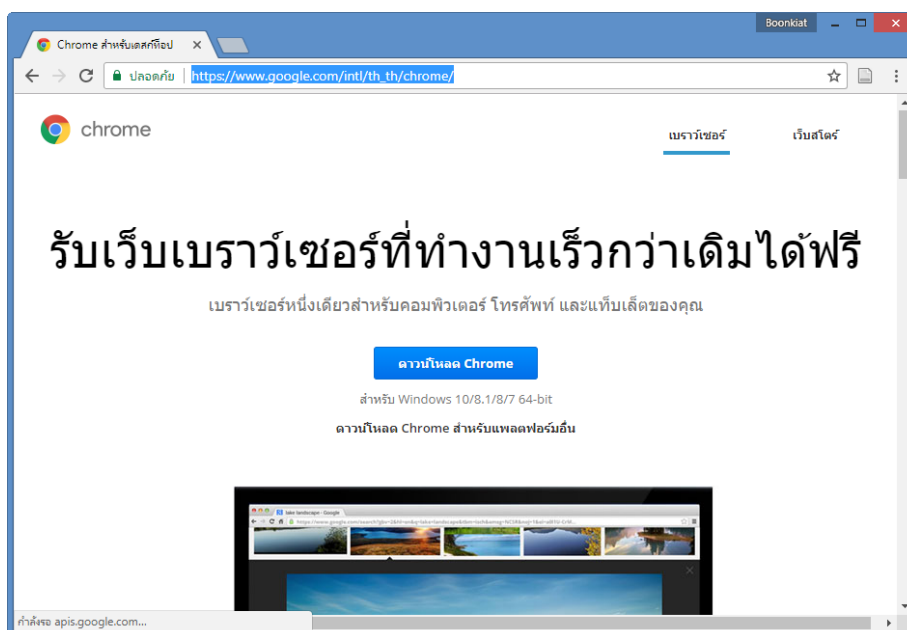 Boonkiat
Chrome สำหรับเดสก์ท็อป
ปลอดภัย https://www.google.com/intl/th_th/chrome/
chrome
เบราว์เซอร์ เว็บสโตร์
รับเว็บเบราว์เซอร์ที่ทำงานเร็วกว่าเดิมได้ฟรี
เบราว์เซอร์หนึ่งเดียวสำหรับคอมพิวเตอร์ โทรศัพท์ และแท็บเล็ตของคุณ
ดาวน์โหลด Chrome
สำหรับ Windows 10/8.1/8/7 64-bit
ดาวน์โหลด Chrome สำหรับแพลตฟอร์มอื่น
lake landscape - Google
กำลังรอ apis.google.com...